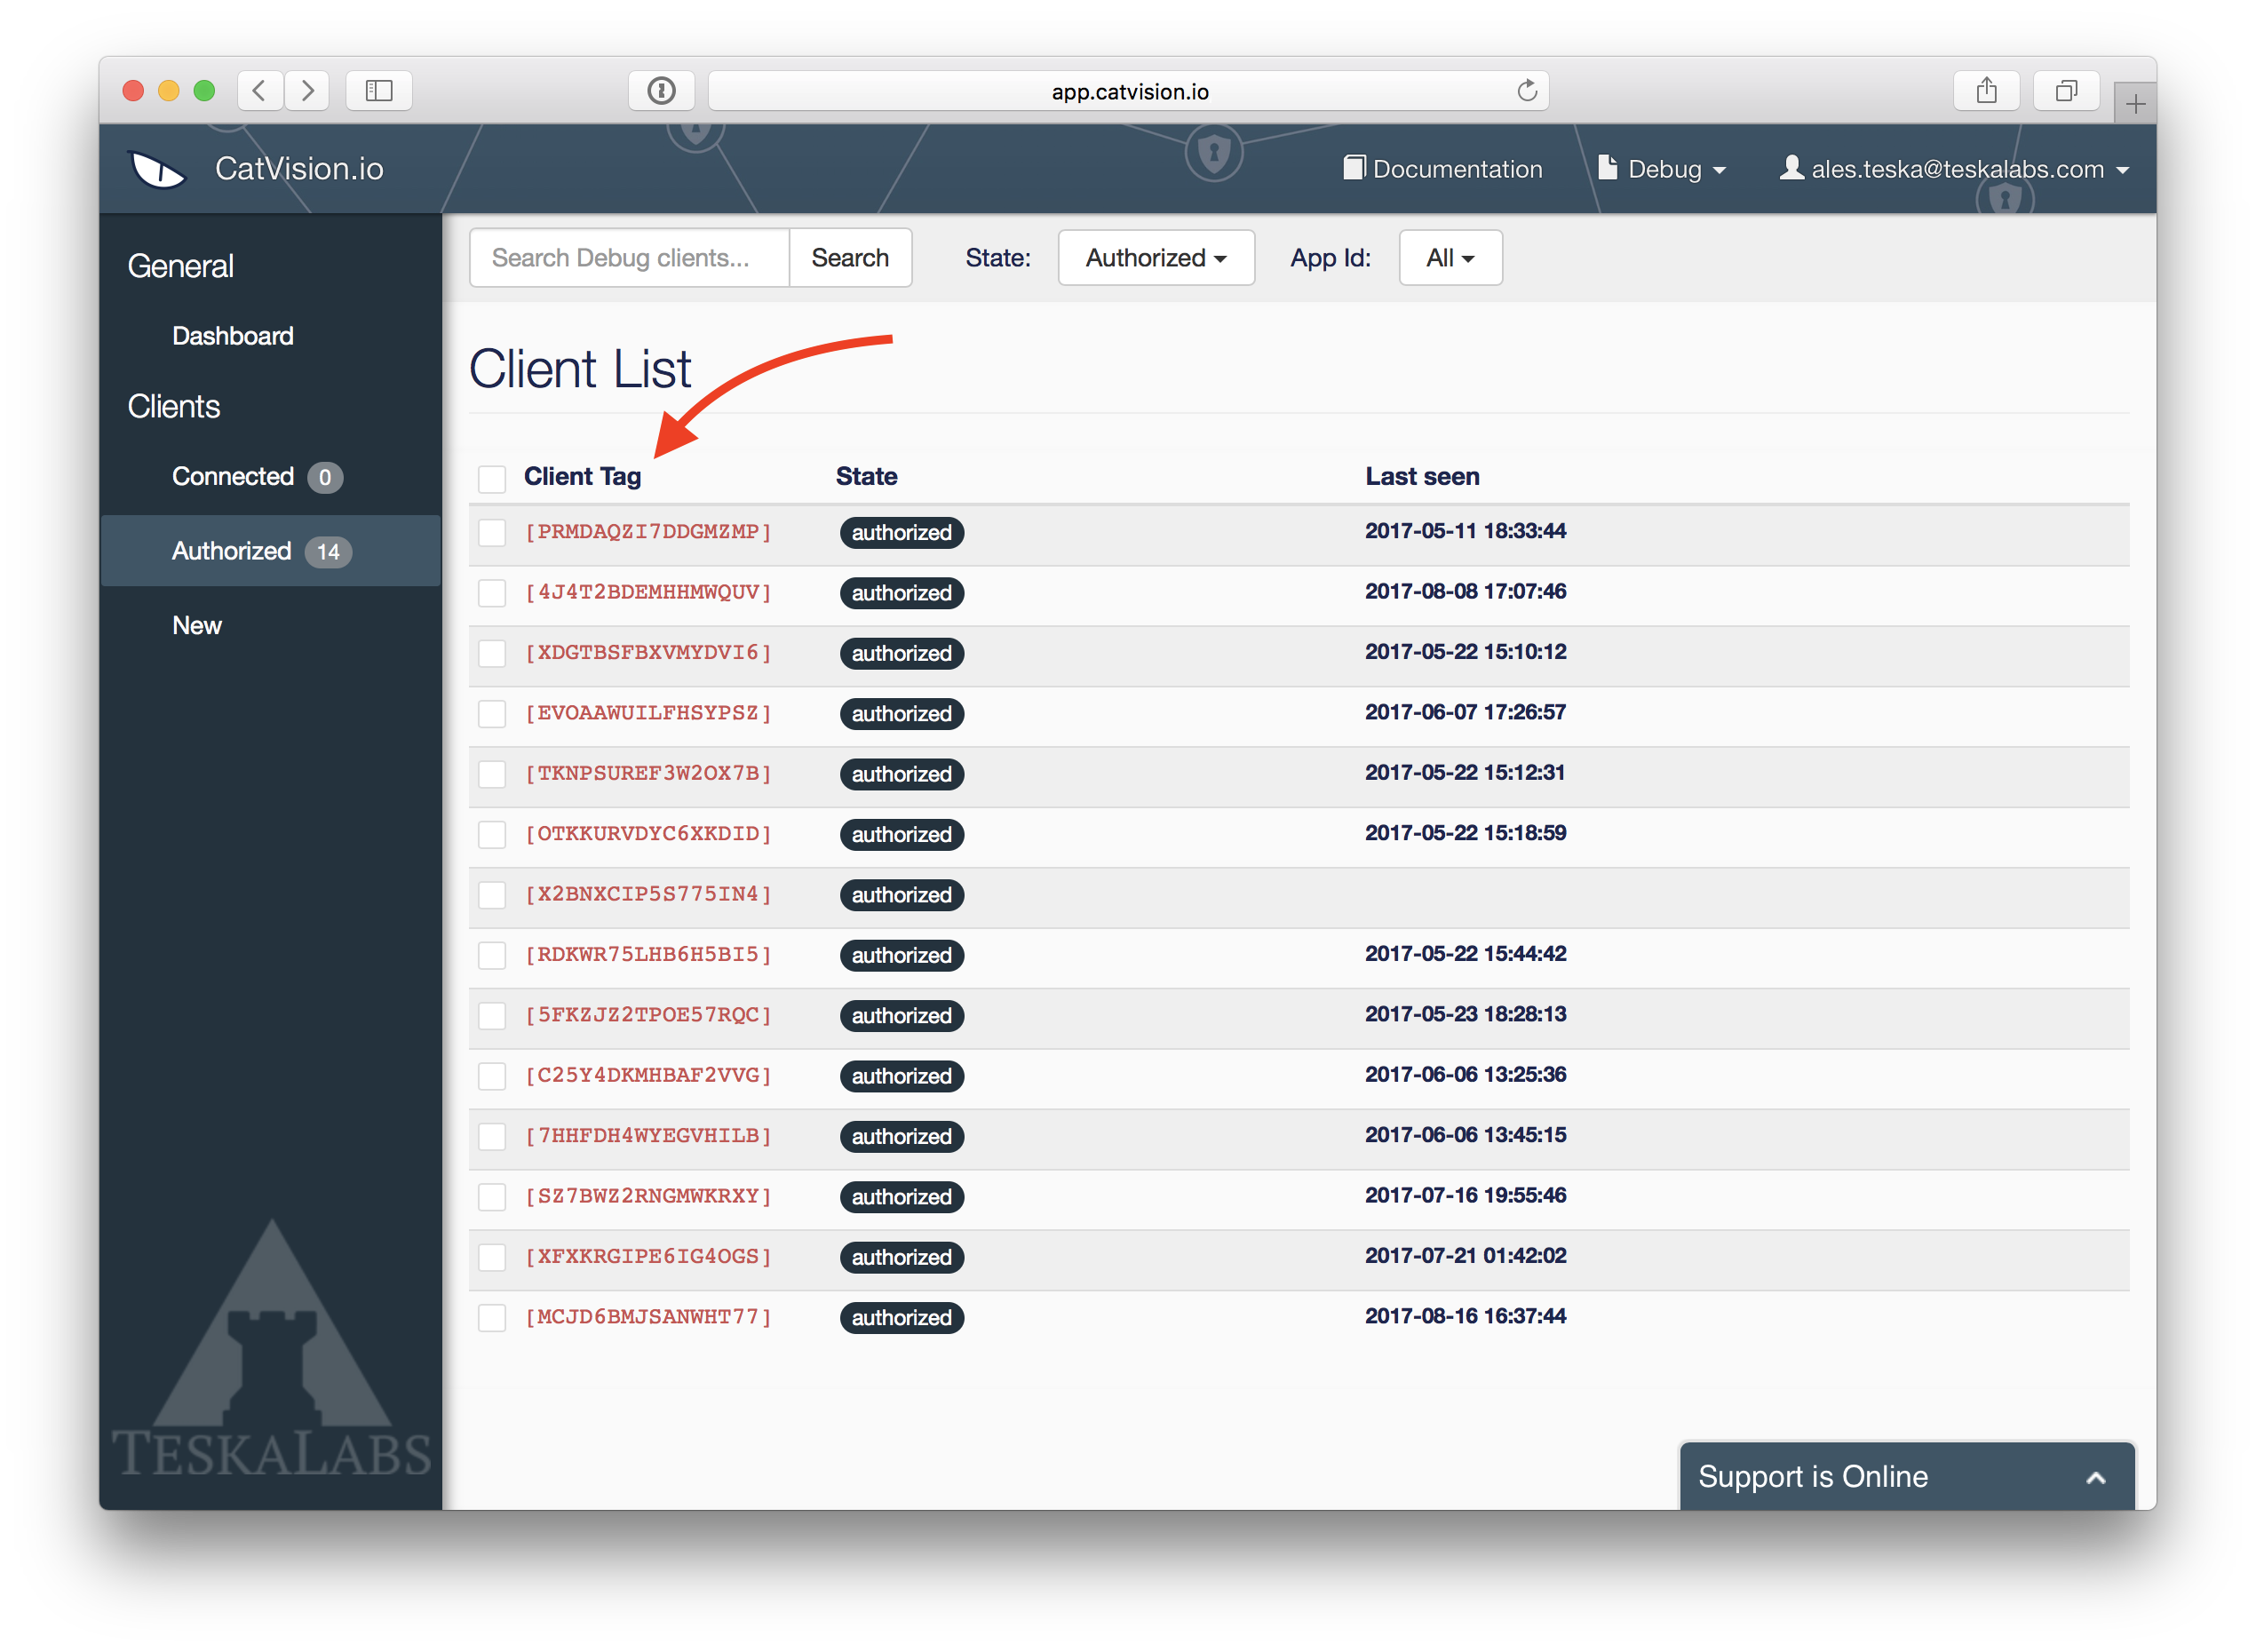 app.catvision.io
CatVision.io
Documentation
Debug
ales.teska@teskalabs.com
General
Dashboard
Clients
Connected 0
Authorized 14
New
TESKALABS
Search Debug clients...
Search
State:
Authorized
App Id:
All
Client List
Client Tag State Last seen
[PRMDAQZI7DDGMZMP] authorized 2017-05-11 18:33:44
[4J4T2BDEMHHMWQUV] authorized 2017-08-08 17:07:46
[XDGTBSFBXVMYDVI6] authorized 2017-05-22 15:10:12
[EVOAAWUILFHSYPSZ] authorized 2017-06-07 17:26:57
[TKNPSUREF3W2OX7B] authorized 2017-05-22 15:12:31
[OTKKURVDYC6XKDID] authorized 2017-05-22 15:18:59
[X2BNXCIP5S775IN4] authorized
[RDKWR75LHB6H5BI5] authorized 2017-05-22 15:44:42
[5FKZJZ2TPOE57RQC] authorized 2017-05-23 18:28:13
[C25Y4DKMHBAF2VVG] authorized 2017-06-06 13:25:36
[7HHFDH4WYEGVHILB] authorized 2017-06-06 13:45:15
[SZ7BWZ2RNGMWKRXY] authorized 2017-07-16 19:55:46
[XFXKRGIPE6IG4OGS] authorized 2017-07-21 01:42:02
[MCJD6BMJSANWHT77] authorized 2017-08-16 16:37:44
Support is Online